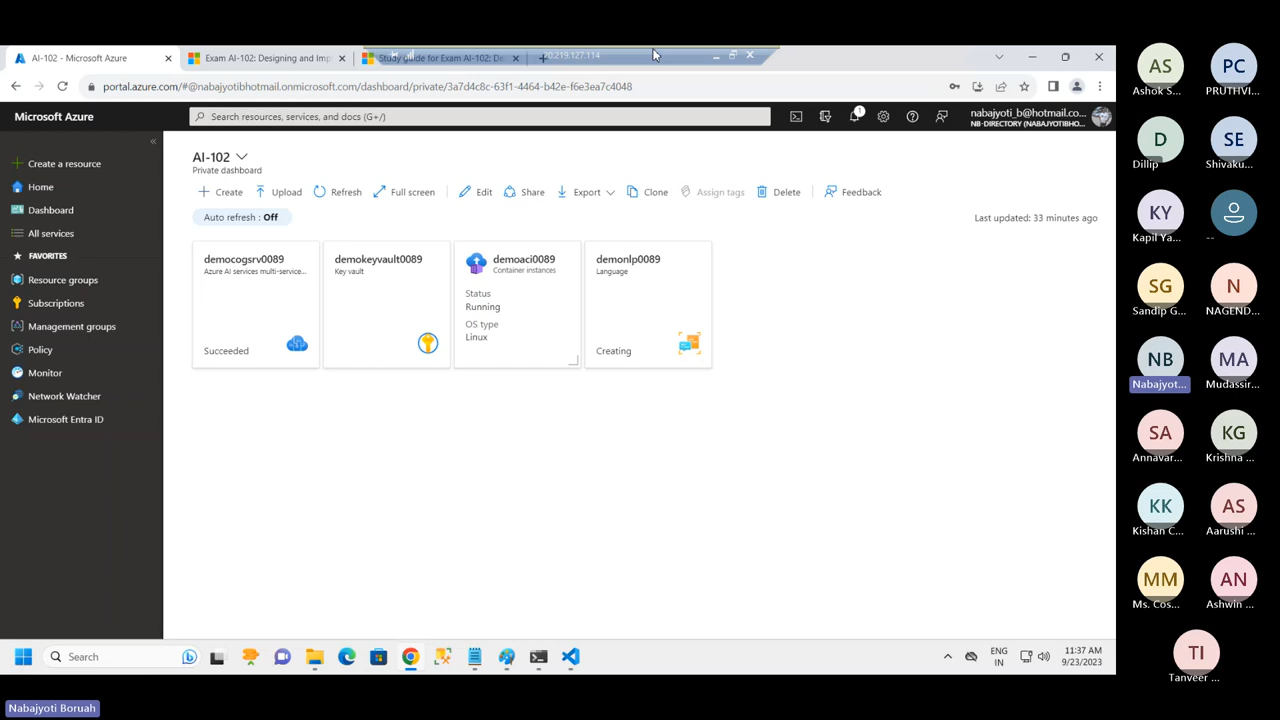 AI-102 - Microsoft Azure
Exam AI-102: Designing and Imp
Study guide for Exam AI-102: De
20.219.127.114
portal.azure.com/#@nabajyotibhotmail.onmicrosoft.com/dashboard/private/3a7d4c8c-63f1-4464-b42e-f6e3ea7c4048
Microsoft Azure
Search resources, services, and docs (G+/)
1
nabajyoti_b@hotmail.co...
NB-DIRECTORY (NABAJYOTIBHO...
Create a resource
Home
Dashboard
All services
FAVORITES
Resource groups
Subscriptions
Management groups
Policy
Monitor
Network Watcher
Microsoft Entra ID
AI-102
Private dashboard
Create
Upload
Refresh
Full screen
Edit
Share
Export
Clone
Assign tags
Delete
Feedback
Auto refresh : Off
Last updated: 33 minutes ago
democogsrv0089
Azure AI services multi-service...
Succeeded
demokeyvault0089
Key vault
demoaci0089
Container instances
Status
Running
OS type
Linux
demonlp0089
Language
Creating
Search
ENG
IN
11:37 AM
9/23/2023
AS
Ashok S...
PC
PRUTHVI...
D
Dillip
SE
Shivaku...
KY
Kapil Ya...
--
SG
Sandip G...
N
NAGEND...
NB
Nabajyot...
MA
Mudassir...
SA
Annavar...
KG
Krishna ...
KK
Kishan C...
AS
Aarushi ...
MM
Ms. Cos...
AN
Ashwin ...
TI
Tanveer ...
Nabajyoti Boruah